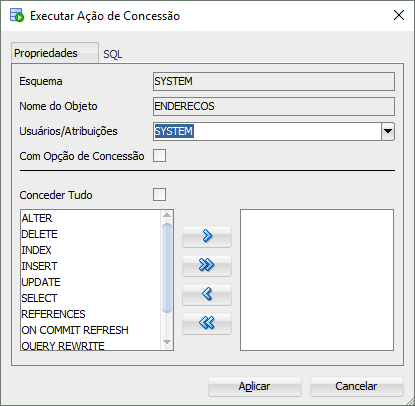 Executar Ação de Concessão
Propriedades SQL
Esquema SYSTEM
Nome do Objeto ENDERECOS
Usuários/Atribuições SYSTEM
Com Opção de Concessão
Conceder Tudo
ALTER
DELETE
INDEX
INSERT
UPDATE
SELECT
REFERENCES
ON COMMIT REFRESH
QUERY REWRITE
Aplicar Cancelar